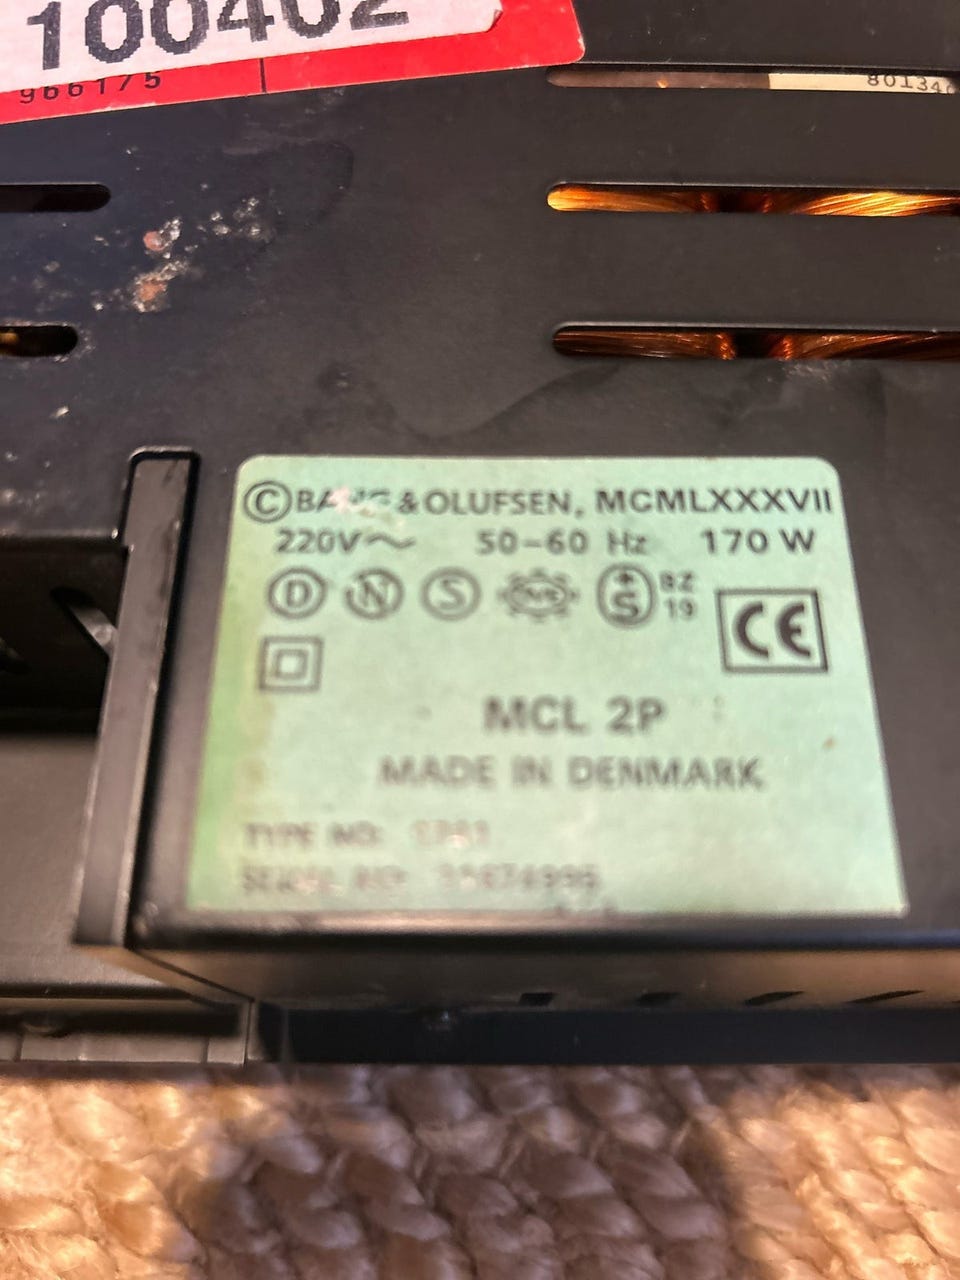 100402
966175
80134
©BANG & OLUFSEN, MCMLXXXVII
220V~ 50-60 Hz 170 W
D N S S BZ 19
CE
MCL 2P
MADE IN DENMARK
TYPE NO:
SERIAL NO: